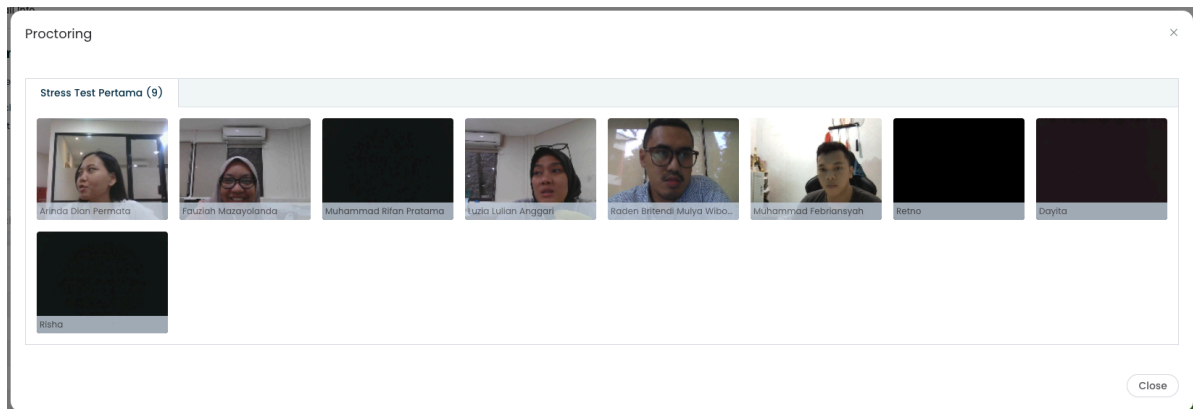 Proctoring
Stress Test Pertama (9)
Arinda Dian Permata
Fauziah Mazayolanda
Muhammad Rifan Pratama
Luzia Lulian Anggari
Raden Britendi Mulya Wibo...
Muhammad Febriansyah
Retno
Dayita
Risha
Close